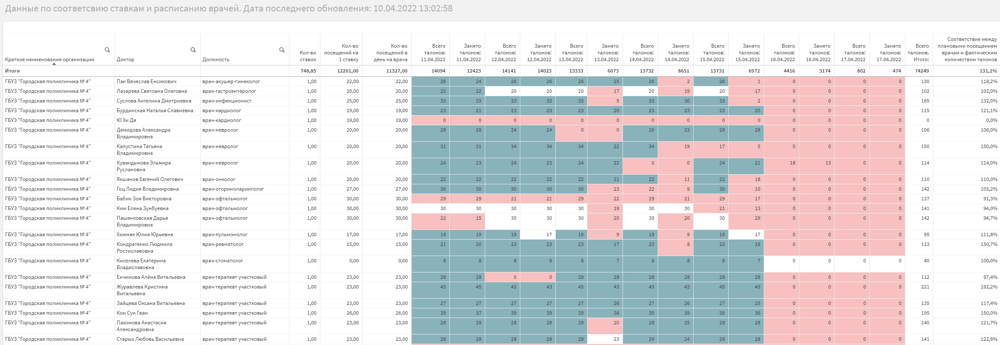 Данные по соответсвию ставкам и расписанию врачей. Дата последнего обновления: 10.04.2022 13:02:58
Краткое наименование организации Доктор Должность Кол-во ставок Кол-во посещений на 1 ставку Кол-во посещений в день на врача Всего талонов: 11.04.2022 Занято талонов: 11.04.2022 Всего талонов: 12.04.2022 Занято талонов: 12.04.2022 Всего талонов: 13.04.2022 Занято талонов: 13.04.2022 Всего талонов: 14.04.2022 Занято талонов: 14.04.2022 Всего талонов: 15.04.2022 Занято талонов: 15.04.2022 Всего талонов: 16.04.2022 Занято талонов: 16.04.2022 Всего талонов: 17.04.2022 Занято талонов: 17.04.2022 Всего талонов. Итого: Соответствие между плановыми посещением врачам и фактическим количеством талонов
Итоги 748,85 12201,00 11327,00 14094 12423 14141 14023 13333 6073 13732 8651 13731 6972 4416 3174 802 474 74249 131,1%
ГБУЗ "Городская поликлиника № 4" Пак Вячеслав Енсикович врач-акушер-гинеколог 1,00 22,00 22,00 26 24 26 26 26 25 26 2 26 1 0 0 0 0 130 118,2%
ГБУЗ "Городская поликлиника № 4" Лазарева Светлана Олеговна врач-гастроэнтеролог 1,00 20,00 20,00 22 22 20 20 20 17 20 19 20 17 0 0 0 0 102 102,0%
ГБУЗ "Городская поликлиника № 4" Суслова Ангелина Дмитриевна врач-инфекционист 1,00 25,00 25,00 33 33 33 33 33 5 33 30 33 2 0 0 0 0 165 132,0%
ГБУЗ "Городская поликлиника № 4" Бурдинская Наталья Славиевна врач-кардиолог 1,00 19,00 19,00 23 21 23 23 23 20 23 23 23 20 0 0 0 0 115 121,1%
ГБУЗ "Городская поликлиника № 4" Ю Хи Дя врач-кардиолог 1,00 19,00 19,00 0 0 0 0 0 0 0 0 0 0 0 0 0 0 0 0,0%
ГБУЗ "Городская поликлиника № 4" Демидова Александра Владимировна врач-невролог 1,00 20,00 20,00 28 28 24 24 0 0 26 23 28 28 0 0 0 0 106 106,0%
ГБУЗ "Городская поликлиника № 4" Капустина Татьяна Владимировна врач-невролог 1,00 20,00 20,00 31 31 34 34 34 22 34 19 17 5 0 0 0 0 150 150,0%
ГБУЗ "Городская поликлиника № 4" Кувандыкова Эльмира Руслановна врач-невролог 1,00 20,00 20,00 24 23 24 23 24 22 0 0 24 21 18 13 0 0 114 114,0%
ГБУЗ "Городская поликлиника № 4" Якшанов Евгений Олегович врач-онколог 1,00 20,00 20,00 22 22 22 22 22 21 22 11 22 18 0 0 0 0 110 110,0%
ГБУЗ "Городская поликлиника № 4" Гоц Лидия Владимировна врач-оториноларинголог 1,00 27,00 27,00 30 30 30 30 30 23 22 9 30 10 0 0 0 0 142 105,2%
ГБУЗ "Городская поликлиника № 4" Бабик Зоя Викторовна врач-офтальмолог 1,00 30,00 30,00 29 29 21 21 29 22 29 21 29 17 0 0 0 0 137 91,3%
ГБУЗ "Городская поликлиника № 4" Ким Елена Зунбуевна врач-офтальмолог 1,00 30,00 30,00 30 30 30 30 30 19 30 30 21 13 0 0 0 0 141 94,0%
ГБУЗ "Городская поликлиника № 4" Пашенковская Дарья Владимировна врач-офтальмолог 1,00 30,00 30,00 22 15 30 30 30 20 30 20 30 29 0 0 0 0 142 94,7%
ГБУЗ "Городская поликлиника № 4" Хижняк Юлия Юрьевна врач-пульмонолог 1,00 17,00 17,00 19 19 19 17 19 9 19 9 19 17 0 0 0 0 95 111,8%
ГБУЗ "Городская поликлиника № 4" Кондратенко Людмила Ростиславовна врач-ревматолог 1,00 15,00 15,00 21 20 23 23 23 17 23 8 23 19 0 0 0 0 113 150,7%
ГБУЗ "Городская поликлиника № 4" Киселева Екатерина Владиславовна врач-стоматолог 1,00 0,00 0,00 8 8 8 8 8 7 8 8 8 7 0 0 0 0 40 100,0%
ГБУЗ "Городская поликлиника № 4" Енчинова Алёна Витальевна врач-терапевт участковый 1,00 23,00 23,00 28 28 0 0 28 28 28 28 28 28 0 0 0 0 112 97,4%
ГБУЗ "Городская поликлиника № 4" Журавлева Кристина Витальевна врач-терапевт участковый 1,00 23,00 23,00 45 45 43 43 45 43 43 43 45 45 0 0 0 0 221 192,2%
ГБУЗ "Городская поликлиника № 4" Зайцева Оксана Витальевна врач-терапевт участковый 1,00 23,00 23,00 27 27 27 27 27 26 27 26 27 25 0 0 0 0 135 117,4%
ГБУЗ "Городская поликлиника № 4" Кон Сун Гван врач-терапевт участковый 1,00 26,00 26,00 39 37 39 39 39 38 39 39 39 36 0 0 0 0 195 150,0%
ГБУЗ "Городская поликлиника № 4" Пахомова Анастасия Александровна врач-терапевт участковый 1,00 23,00 23,00 28 28 28 28 28 20 28 25 28 28 0 0 0 0 140 121,7%
ГБУЗ "Городская поликлиника № 4" Старых Любовь Васильевна врач-терапевт участковый 1,00 23,00 23,00 28 28 28 28 28 23 29 24 28 28 0 0 0 0 141 122,6%